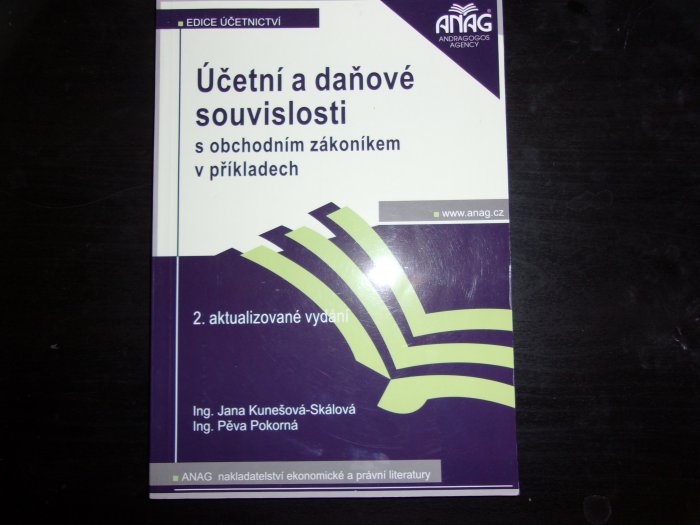 EDICE ÚČETNICTVÍ
ANAG®
ANDRAGOGOS
AGENCY
Účetní a daňové
souvislosti
s obchodním zákoníkem
v příkladech
www.anag.cz
2. aktualizované vydání
Ing. Jana Kunešová-Skálová
Ing. Pěva Pokorná
ANAG nakladatelství ekonomické a právní literatury